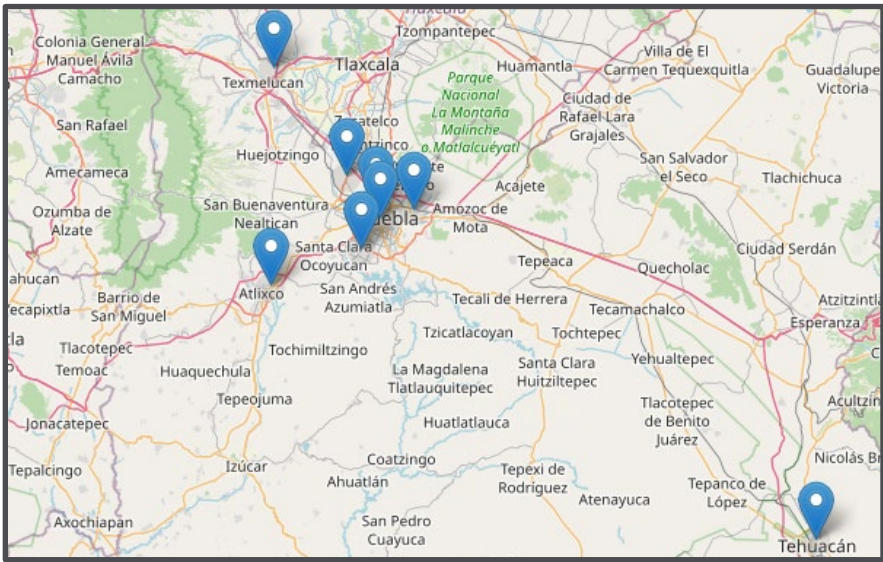 Tlaxcala
Tzompantepec
Colonia General
Manuel Ávila
Camacho
Villa de El
Carmen Tequexquitla
Texmelucan
Tlaxcala
Huamantla
Guadalupe
Victoria
Parque
Nacional
La Montaña
Malinche
o Matlalcuéyatl
Ciudad de
Rafael Lara
Grajales
San Rafael
Huejotzingo
San Salvador
el Seco
Amecameca
Acajete
Tlachichuca
Ozumba de
Alzate
San Buenaventura
Nealtican
Amozoc de
Mota
Santa Clara
Ocoyucan
Ciudad Serdán
Tepeaca
Quecholac
Atlixco
San Andrés
Azumiatla
Tecali de Herrera
Barrio de
San Miguel
Tecamachalco
Esperanza
Tzicatlacoyan
Tochtepec
Tlacotepec
Temoac
Tochimiltzingo
Huaquechula
La Magdalena
Tlatlauquitepec
Santa Clara
Huitziltepec
Yehualtepec
Tepeojuma
Tlacotepec
de Benito
Juárez
Jonacatepec
Huatlatlauca
Tepalcingo
Izúcar
Coatzingo
Ahuatlán
Tepexi de
Rodriguez
Atenayuca
Tepanco de
López
Axochiapan
San Pedro
Cuayuca
Tehuacán